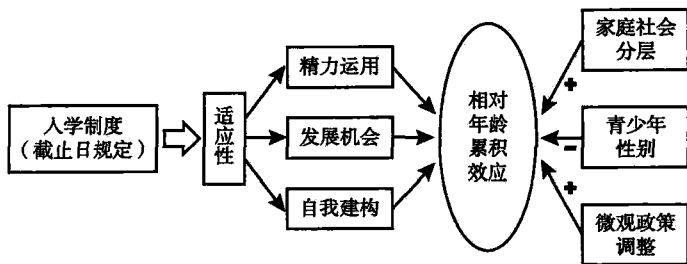 入学制度
（截止日规定）
适应性
精力运用
发展机会
自我建构
相对
年龄
累积
效应
家庭社会
分层
+
青少年
性别
−
+
微观政策
调整